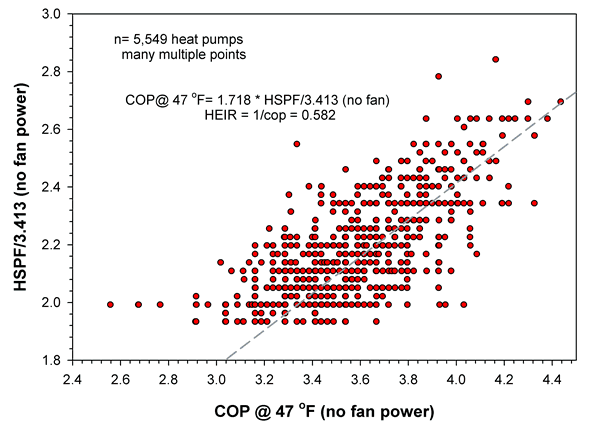 3.0
n= 5,549 heat pumps
many multiple points
2.8
COP@ 47 °F= 1.718 * HSPF/3.413 (no fan)
HEIR = 1/cop = 0.582
2.6
2.4
2.2
2.0
1.8
HSPF/3.413 (no fan power)
2.4 2.6 2.8 3.0 3.2 3.4 3.6 3.8 4.0 4.2 4.4
COP @ 47 °F (no fan power)